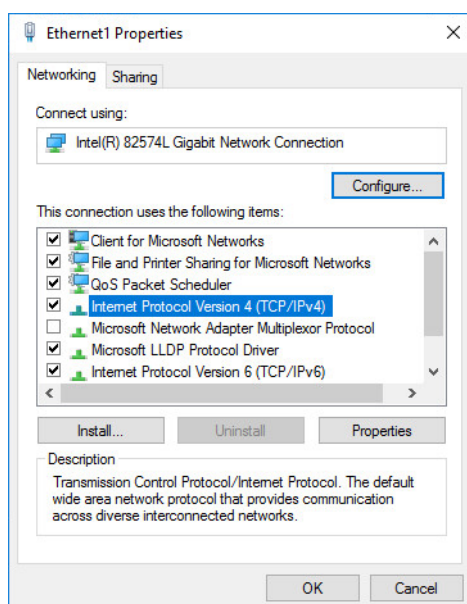 Ethernet1 Properties
Networking
Sharing
Connect using:
Intel(R) 82574L Gigabit Network Connection
Configure...
This connection uses the following items:
Client for Microsoft Networks
File and Printer Sharing for Microsoft Networks
QoS Packet Scheduler
Internet Protocol Version 4 (TCP/IPv4)
Microsoft Network Adapter Multiplexor Protocol
Microsoft LLDP Protocol Driver
Internet Protocol Version 6 (TCP/IPv6)
Install...
Uninstall
Properties
Description
Transmission Control Protocol/Internet Protocol. The default
wide area network protocol that provides communication
across diverse interconnected networks.
OK
Cancel